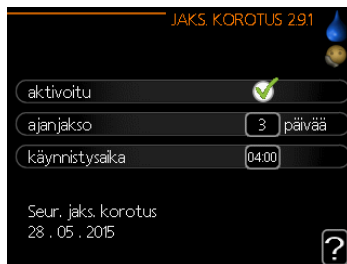 JAKS. KOROTUS 2.9.1
aktivoitu
ajanjakso 3 päivää
käynnistysaika 04:00
Seur. jaks. korotus
28 . 05 . 2015
?